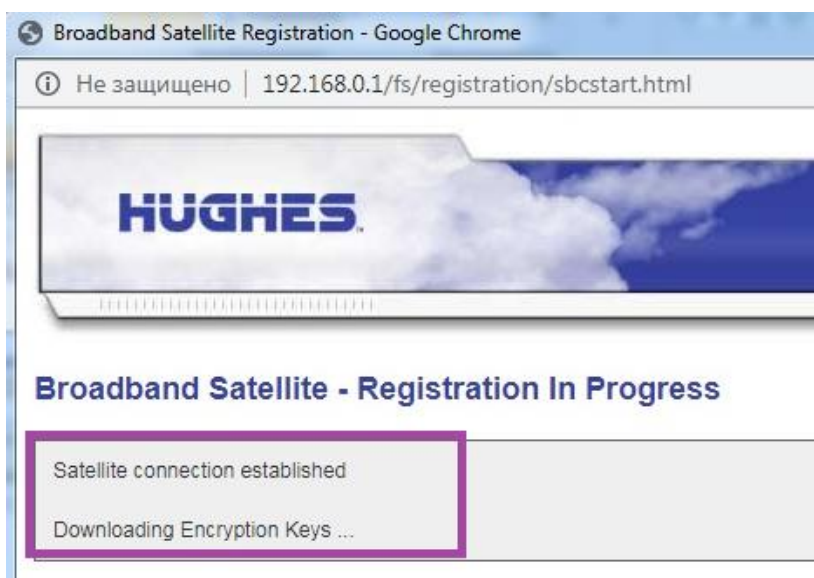 Broadband Satellite Registration - Google Chrome
Не защищено | 192.168.0.1/fs/registration/sbcstart.html
HUGHES
Broadband Satellite - Registration In Progress
Satellite connection established
Downloading Encryption Keys ...